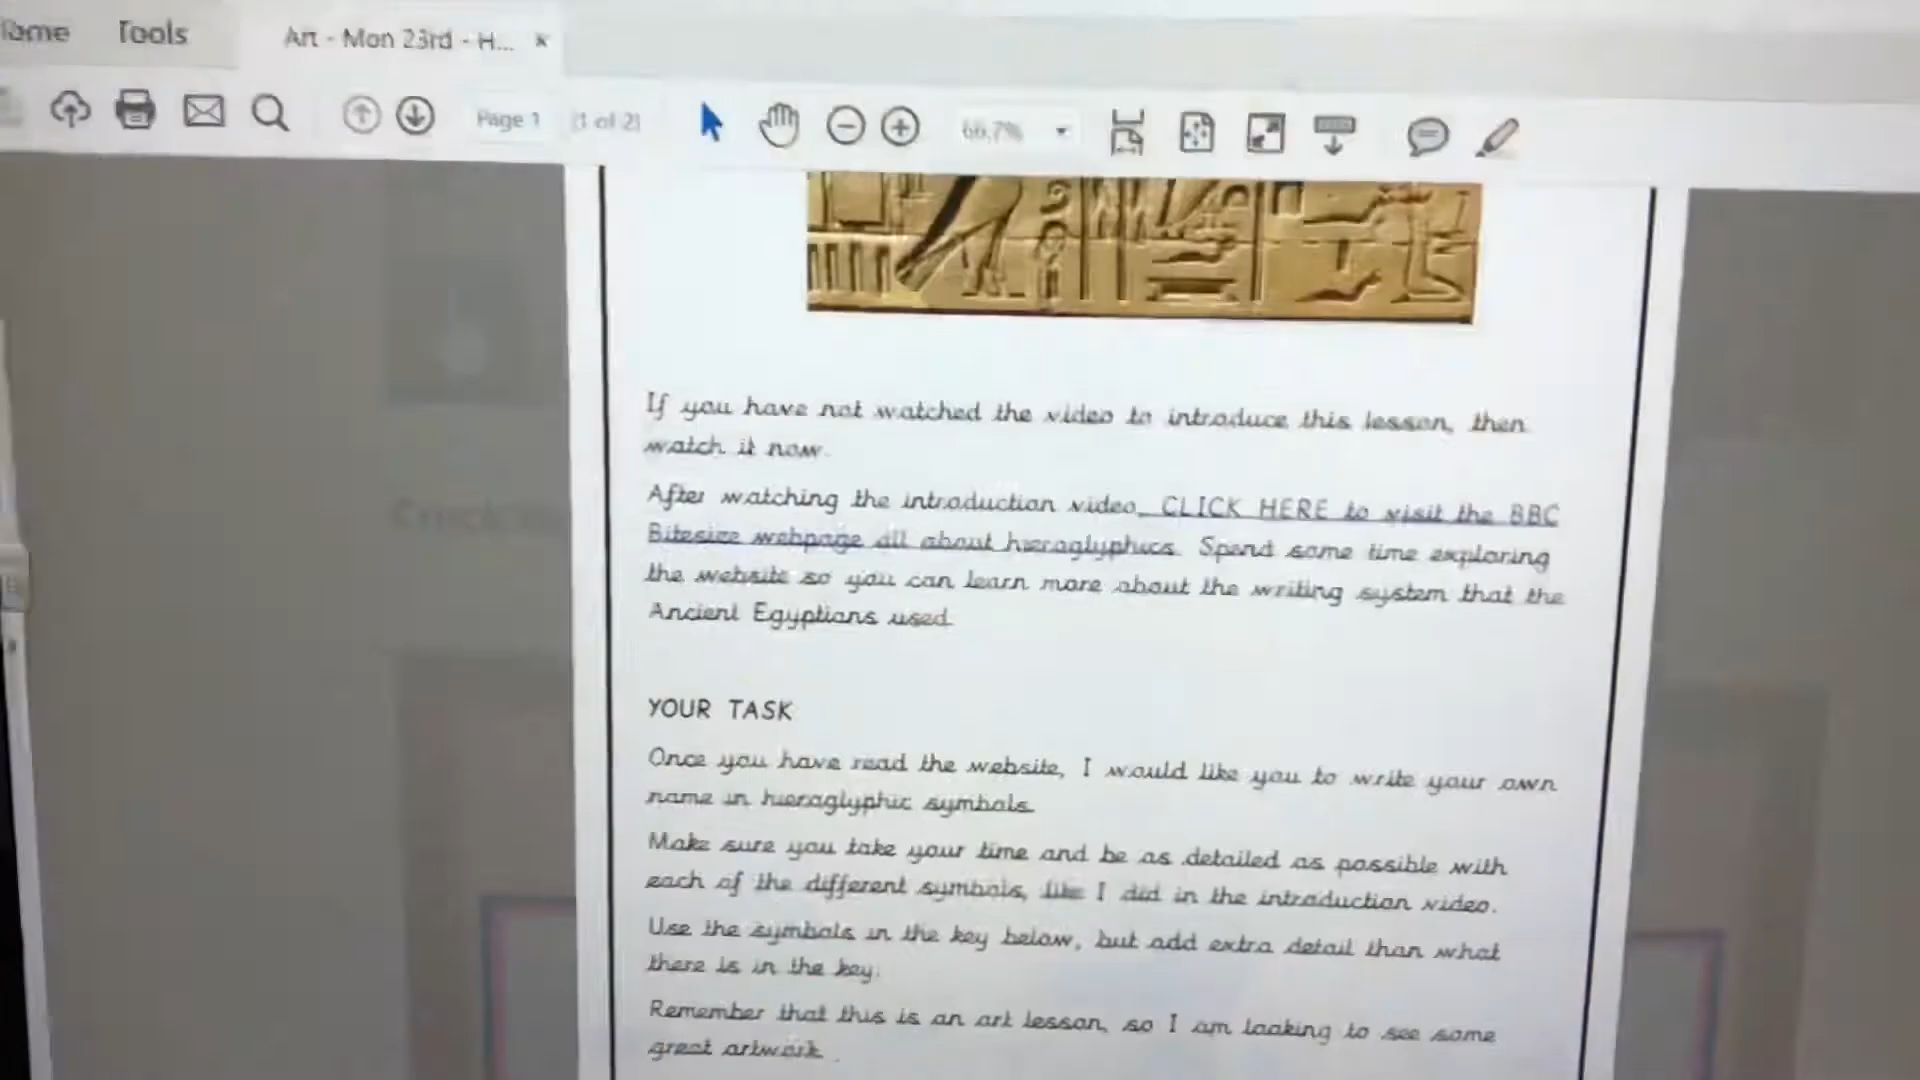 Home Tools Art - Mon 23rd - H... ×
Page 1 (1 of 2) 66.7%
If you have not watched the video to introduce this lesson, then
watch it now.
After watching the introduction video, CLICK HERE to visit the BBC
Bitesize webpage all about hieroglyphics. Spend some time exploring
the website so you can learn more about the writing system that the
Ancient Egyptians used.
YOUR TASK
Once you have read the website, I would like you to write your own
name in hieroglyphic symbols.
Make sure you take your time and be as detailed as possible with
each of the different symbols, like I did in the introduction video.
Use the symbols in the key below, but add extra detail than what
there is in the key.
Remember that this is an art lesson, so I am looking to see some
great artwork.